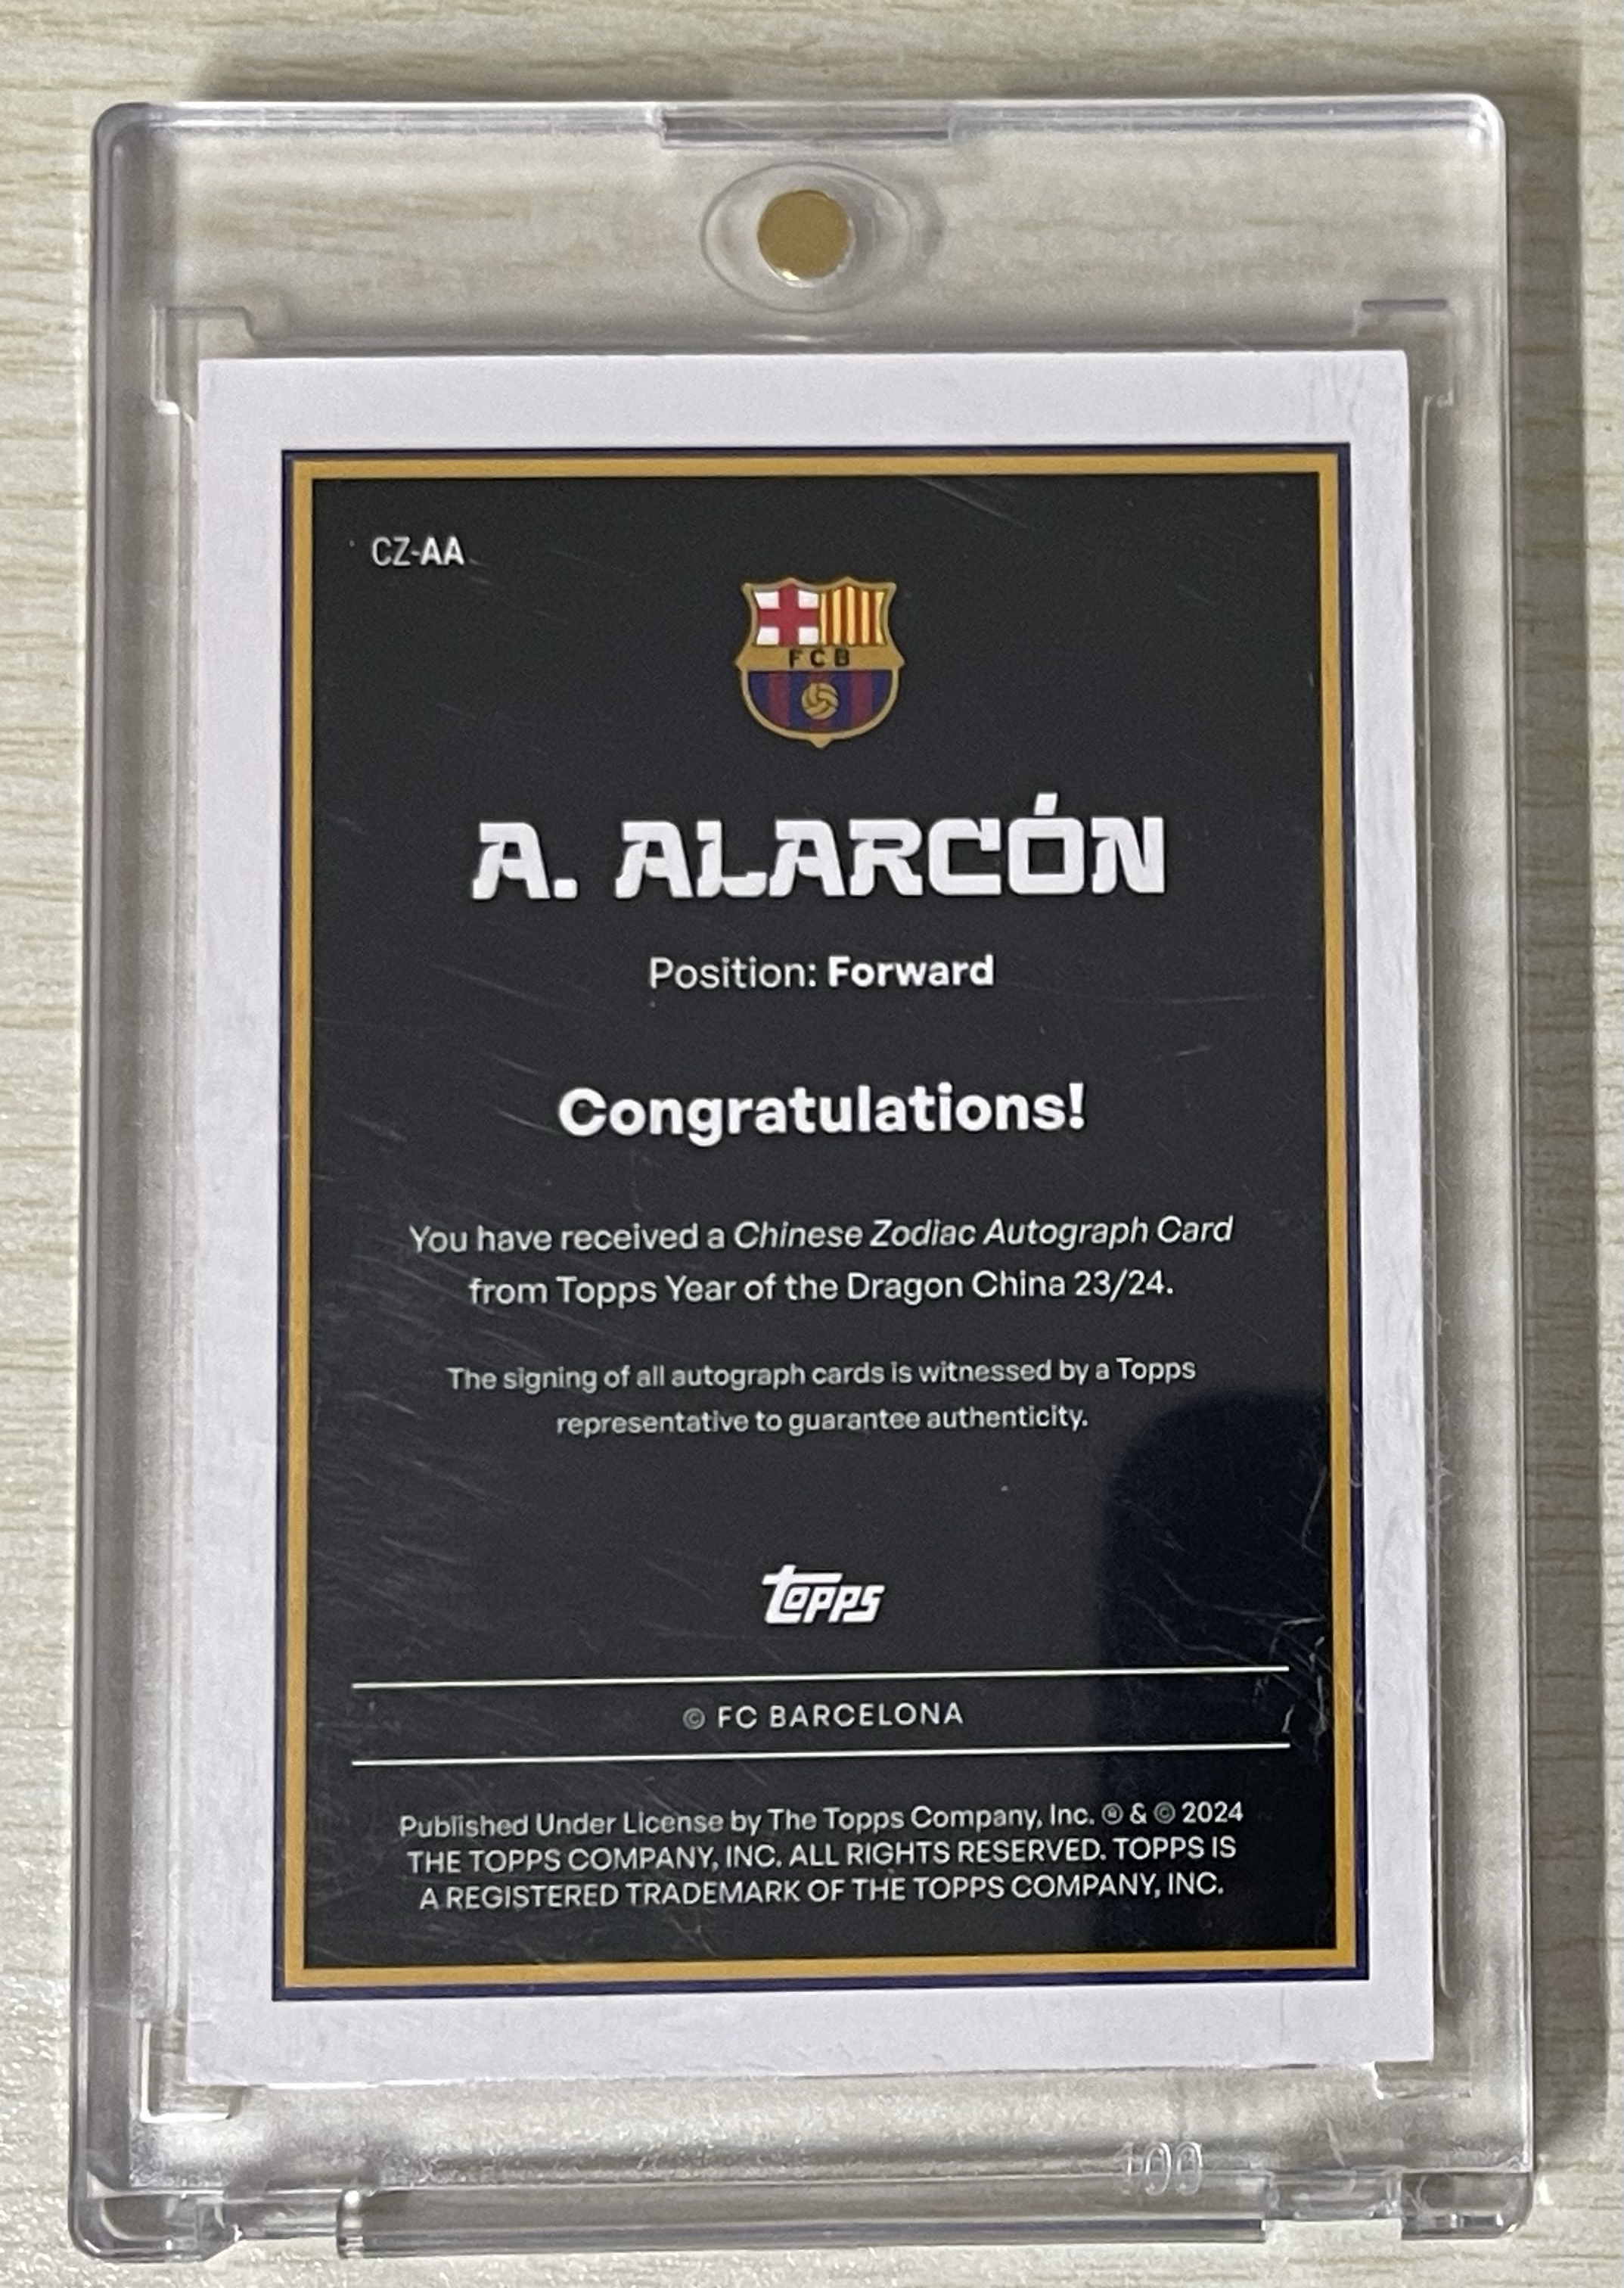 CZ-AA
FCB
A. ALARCÓN
Position: Forward
Congratulations!
You have received a Chinese Zodiac Autograph Card
from Topps Year of the Dragon China 23/24.
The signing of all autograph cards is witnessed by a Topps
representative to guarantee authenticity.
topps
© FC BARCELONA
Published Under License by The Topps Company, Inc. ® & © 2024
THE TOPPS COMPANY, INC. ALL RIGHTS RESERVED. TOPPS IS
A REGISTERED TRADEMARK OF THE TOPPS COMPANY, INC.
100